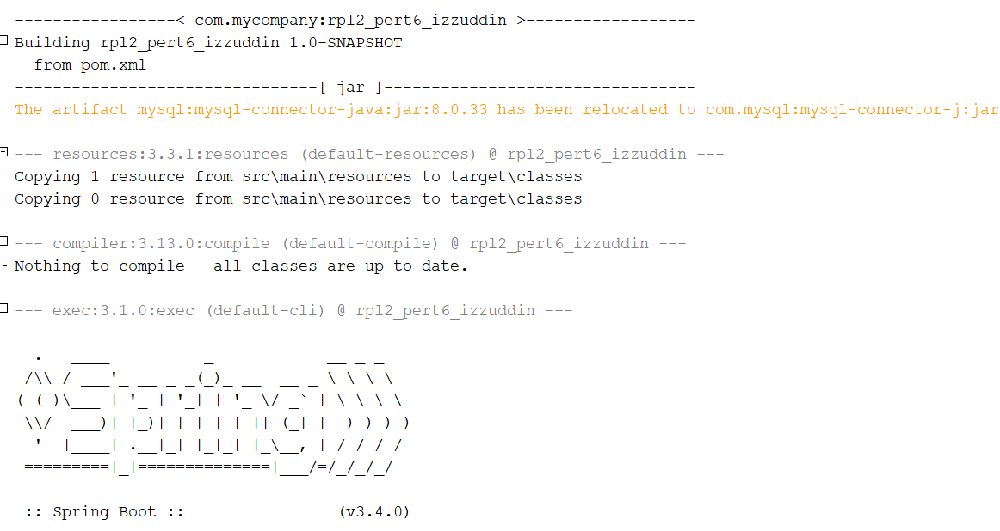 -----------------< com.mycompany:rpl2_pert6_izzuddin >------------------
Building rpl2_pert6_izzuddin 1.0-SNAPSHOT
  from pom.xml
--------------------------------[ jar ]---------------------------------
The artifact mysql:mysql-connector-java:jar:8.0.33 has been relocated to com.mysql:mysql-connector-j:jar
--- resources:3.3.1:resources (default-resources) @ rpl2_pert6_izzuddin ---
Copying 1 resource from src\main\resources to target\classes
Copying 0 resource from src\main\resources to target\classes
--- compiler:3.13.0:compile (default-compile) @ rpl2_pert6_izzuddin ---
Nothing to compile - all classes are up to date.
--- exec:3.1.0:exec (default-cli) @ rpl2_pert6_izzuddin ---
  .   ____          _            __ _ _
 /\\ / ___'_ __ _ _(_)_ __  __ _ \ \ \ \
( ( )\___ | '_ | '_| | '_ \/ _` | \ \ \ \
 \\/  ___)| |_)| | | | | || (_| |  ) ) ) )
  '  |____| .__|_| |_|_| |_\__, | / / / /
 =========|_|==============|___/=/_/_/_/
 :: Spring Boot ::                (v3.4.0)